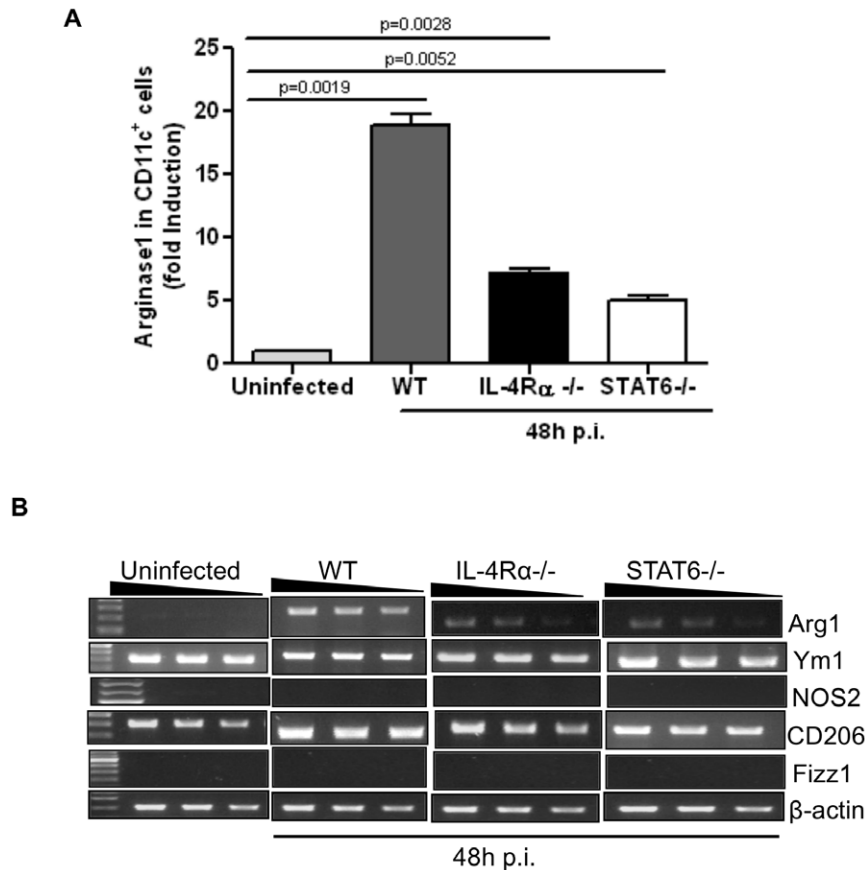 A
p=0.0028
p=0.0052
p=0.0019
Arginase1 in CD11c+ cells
(fold Induction)
25
20
15
10
5
0
Uninfected WT IL-4Rα -/- STAT6-/-
48h p.i.
B
Uninfected WT IL-4Rα-/- STAT6-/-
Arg1
Ym1
NOS2
CD206
Fizz1
β-actin
48h p.i.